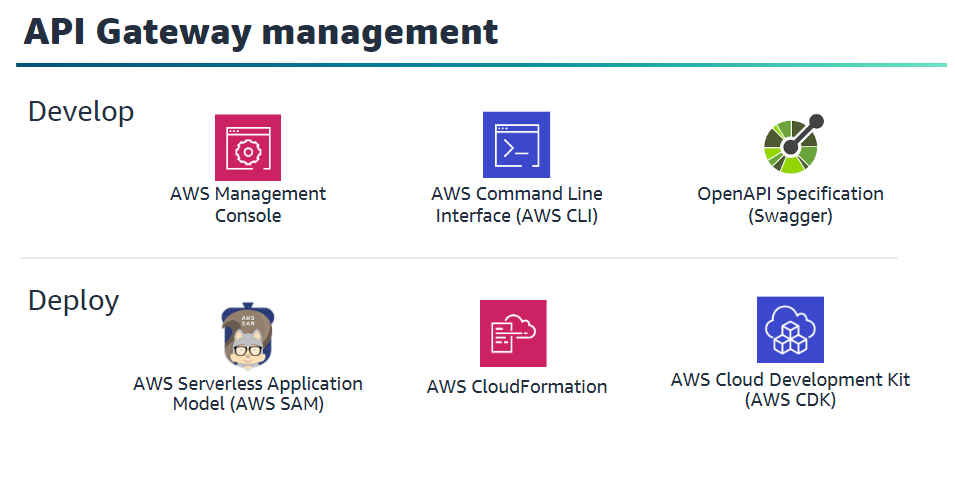 API Gateway management
Develop
AWS Management
Console
AWS Command Line
Interface (AWS CLI)
OpenAPI Specification
(Swagger)
Deploy
AWS
SAM
AWS Serverless Application
Model (AWS SAM)
AWS CloudFormation
AWS Cloud Development Kit
(AWS CDK)